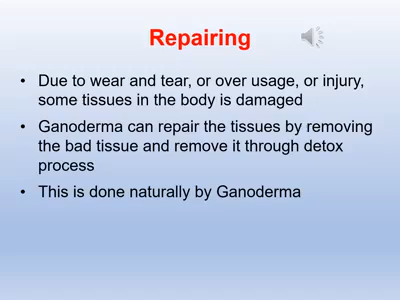 Repairing
• Due to wear and tear, or over usage, or injury,
some tissues in the body is damaged
• Ganoderma can repair the tissues by removing
the bad tissue and remove it through detox
process
• This is done naturally by Ganoderma